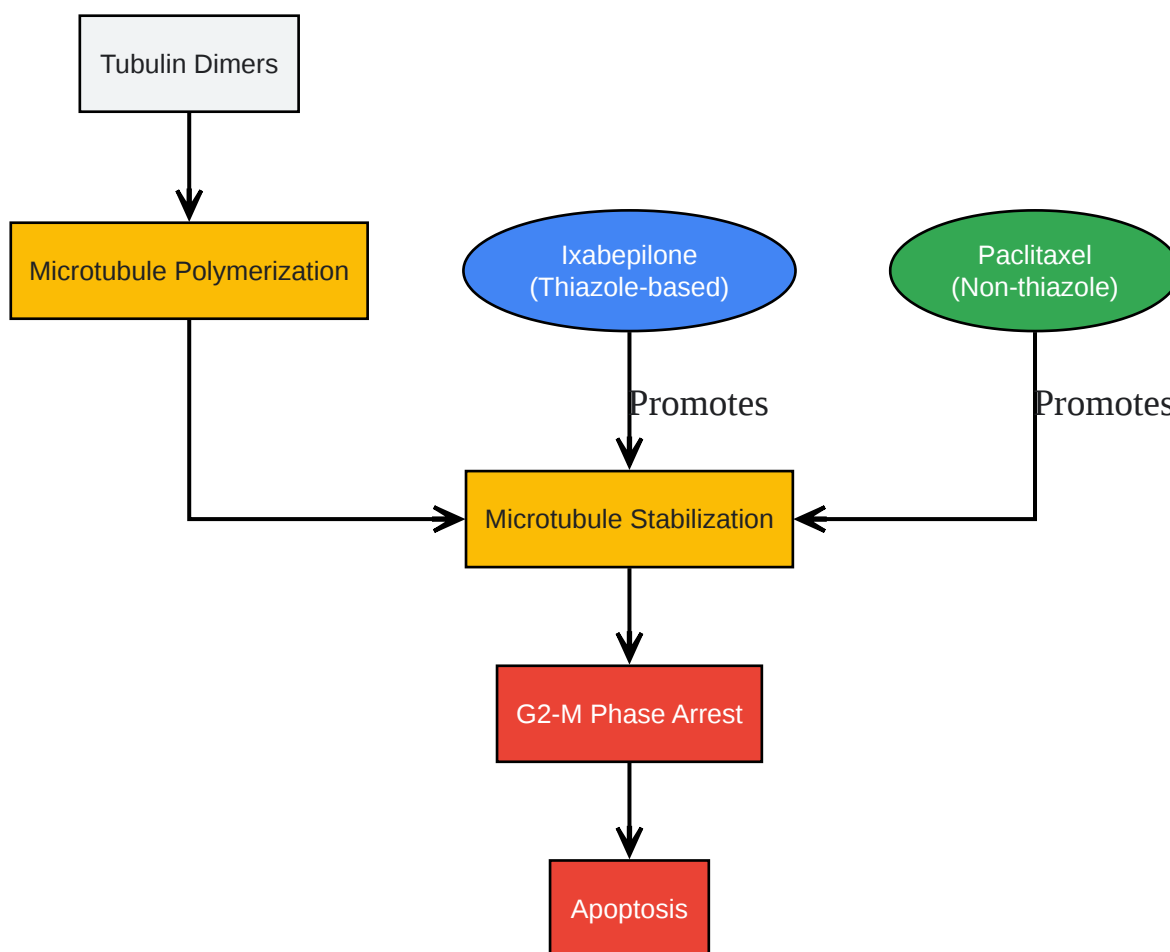 Tubulin Dimers
Microtubule Polymerization
Ixabepilone
(Thiazole-based)
Paclitaxel
(Non-thiazole)
Promotes
Promotes
Microtubule Stabilization
G2-M Phase Arrest
Apoptosis